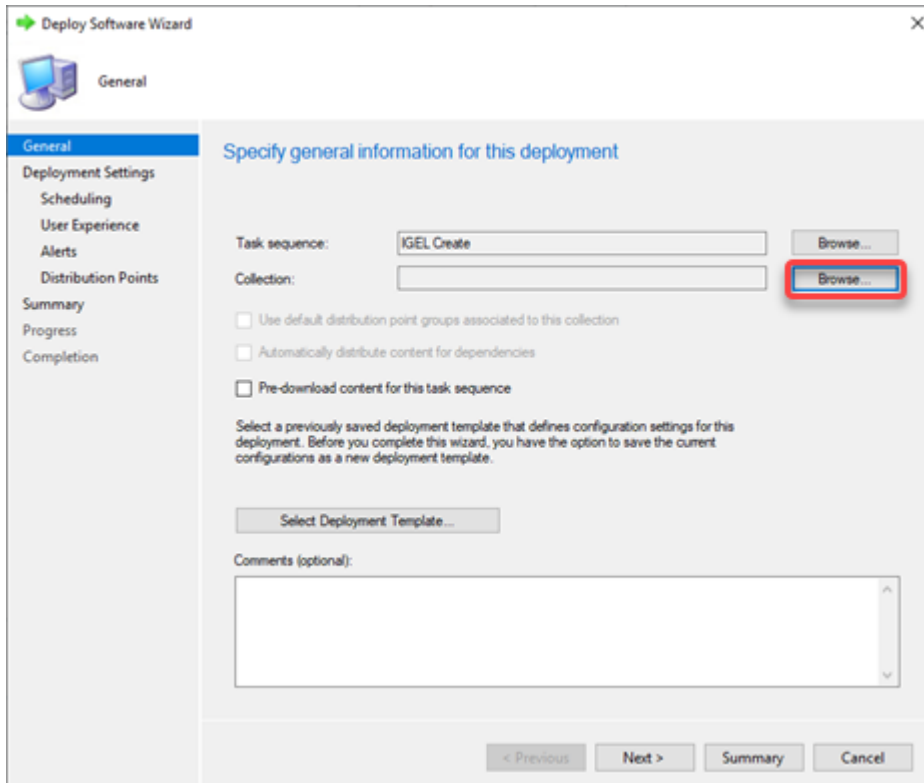 Deploy Software Wizard
General
General
Deployment Settings
Scheduling
User Experience
Alerts
Distribution Points
Summary
Progress
Completion
Specify general information for this deployment
Task sequence: IGEL Create Browse...
Collection: Browse...
Use default distribution point groups associated to this collection
Automatically distribute content for dependencies
Pre-download content for this task sequence
Select a previously saved deployment template that defines configuration settings for this
deployment. Before you complete this wizard, you have the option to save the current
configurations as a new deployment template.
Select Deployment Template...
Comments (optional):
< Previous Next > Summary Cancel